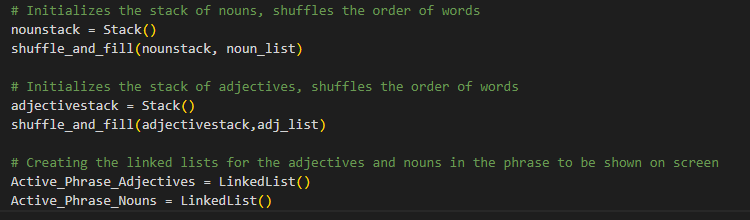 # Initializes the stack of nouns, shuffles the order of words
nounstack = Stack()
shuffle_and_fill(nounstack, noun_list)
# Initializes the stack of adjectives, shuffles the order of words
adjectivestack = Stack()
shuffle_and_fill(adjectivestack,adj_list)
# Creating the linked lists for the adjectives and nouns in the phrase to be shown on screen
Active_Phrase_Adjectives = LinkedList()
Active_Phrase_Nouns = LinkedList()